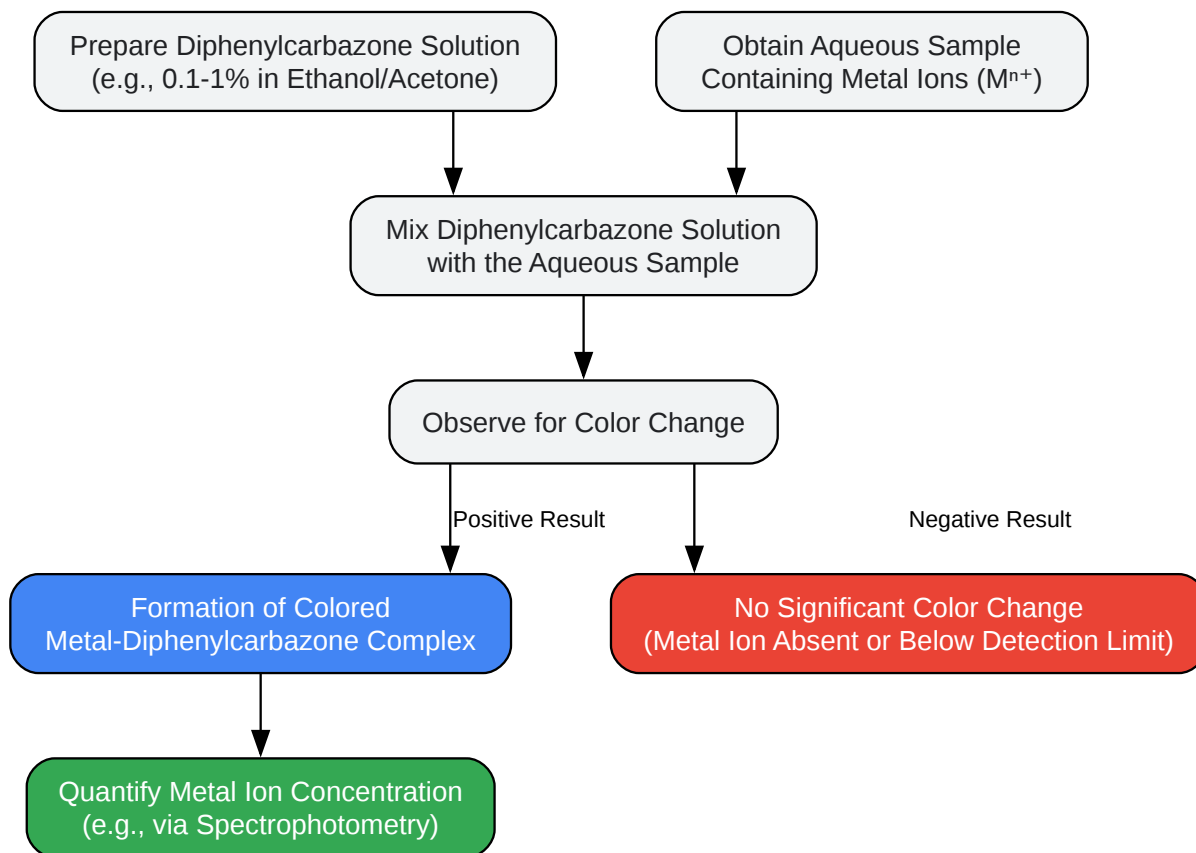 Prepare Diphenylcarbazone Solution
(e.g., 0.1-1% in Ethanol/Acetone)
Obtain Aqueous Sample
Containing Metal Ions (Mⁿ⁺)
Mix Diphenylcarbazone Solution
with the Aqueous Sample
Observe for Color Change
Positive Result
Negative Result
Formation of Colored
Metal-Diphenylcarbazone Complex
No Significant Color Change
(Metal Ion Absent or Below Detection Limit)
Quantify Metal Ion Concentration
(e.g., via Spectrophotometry)